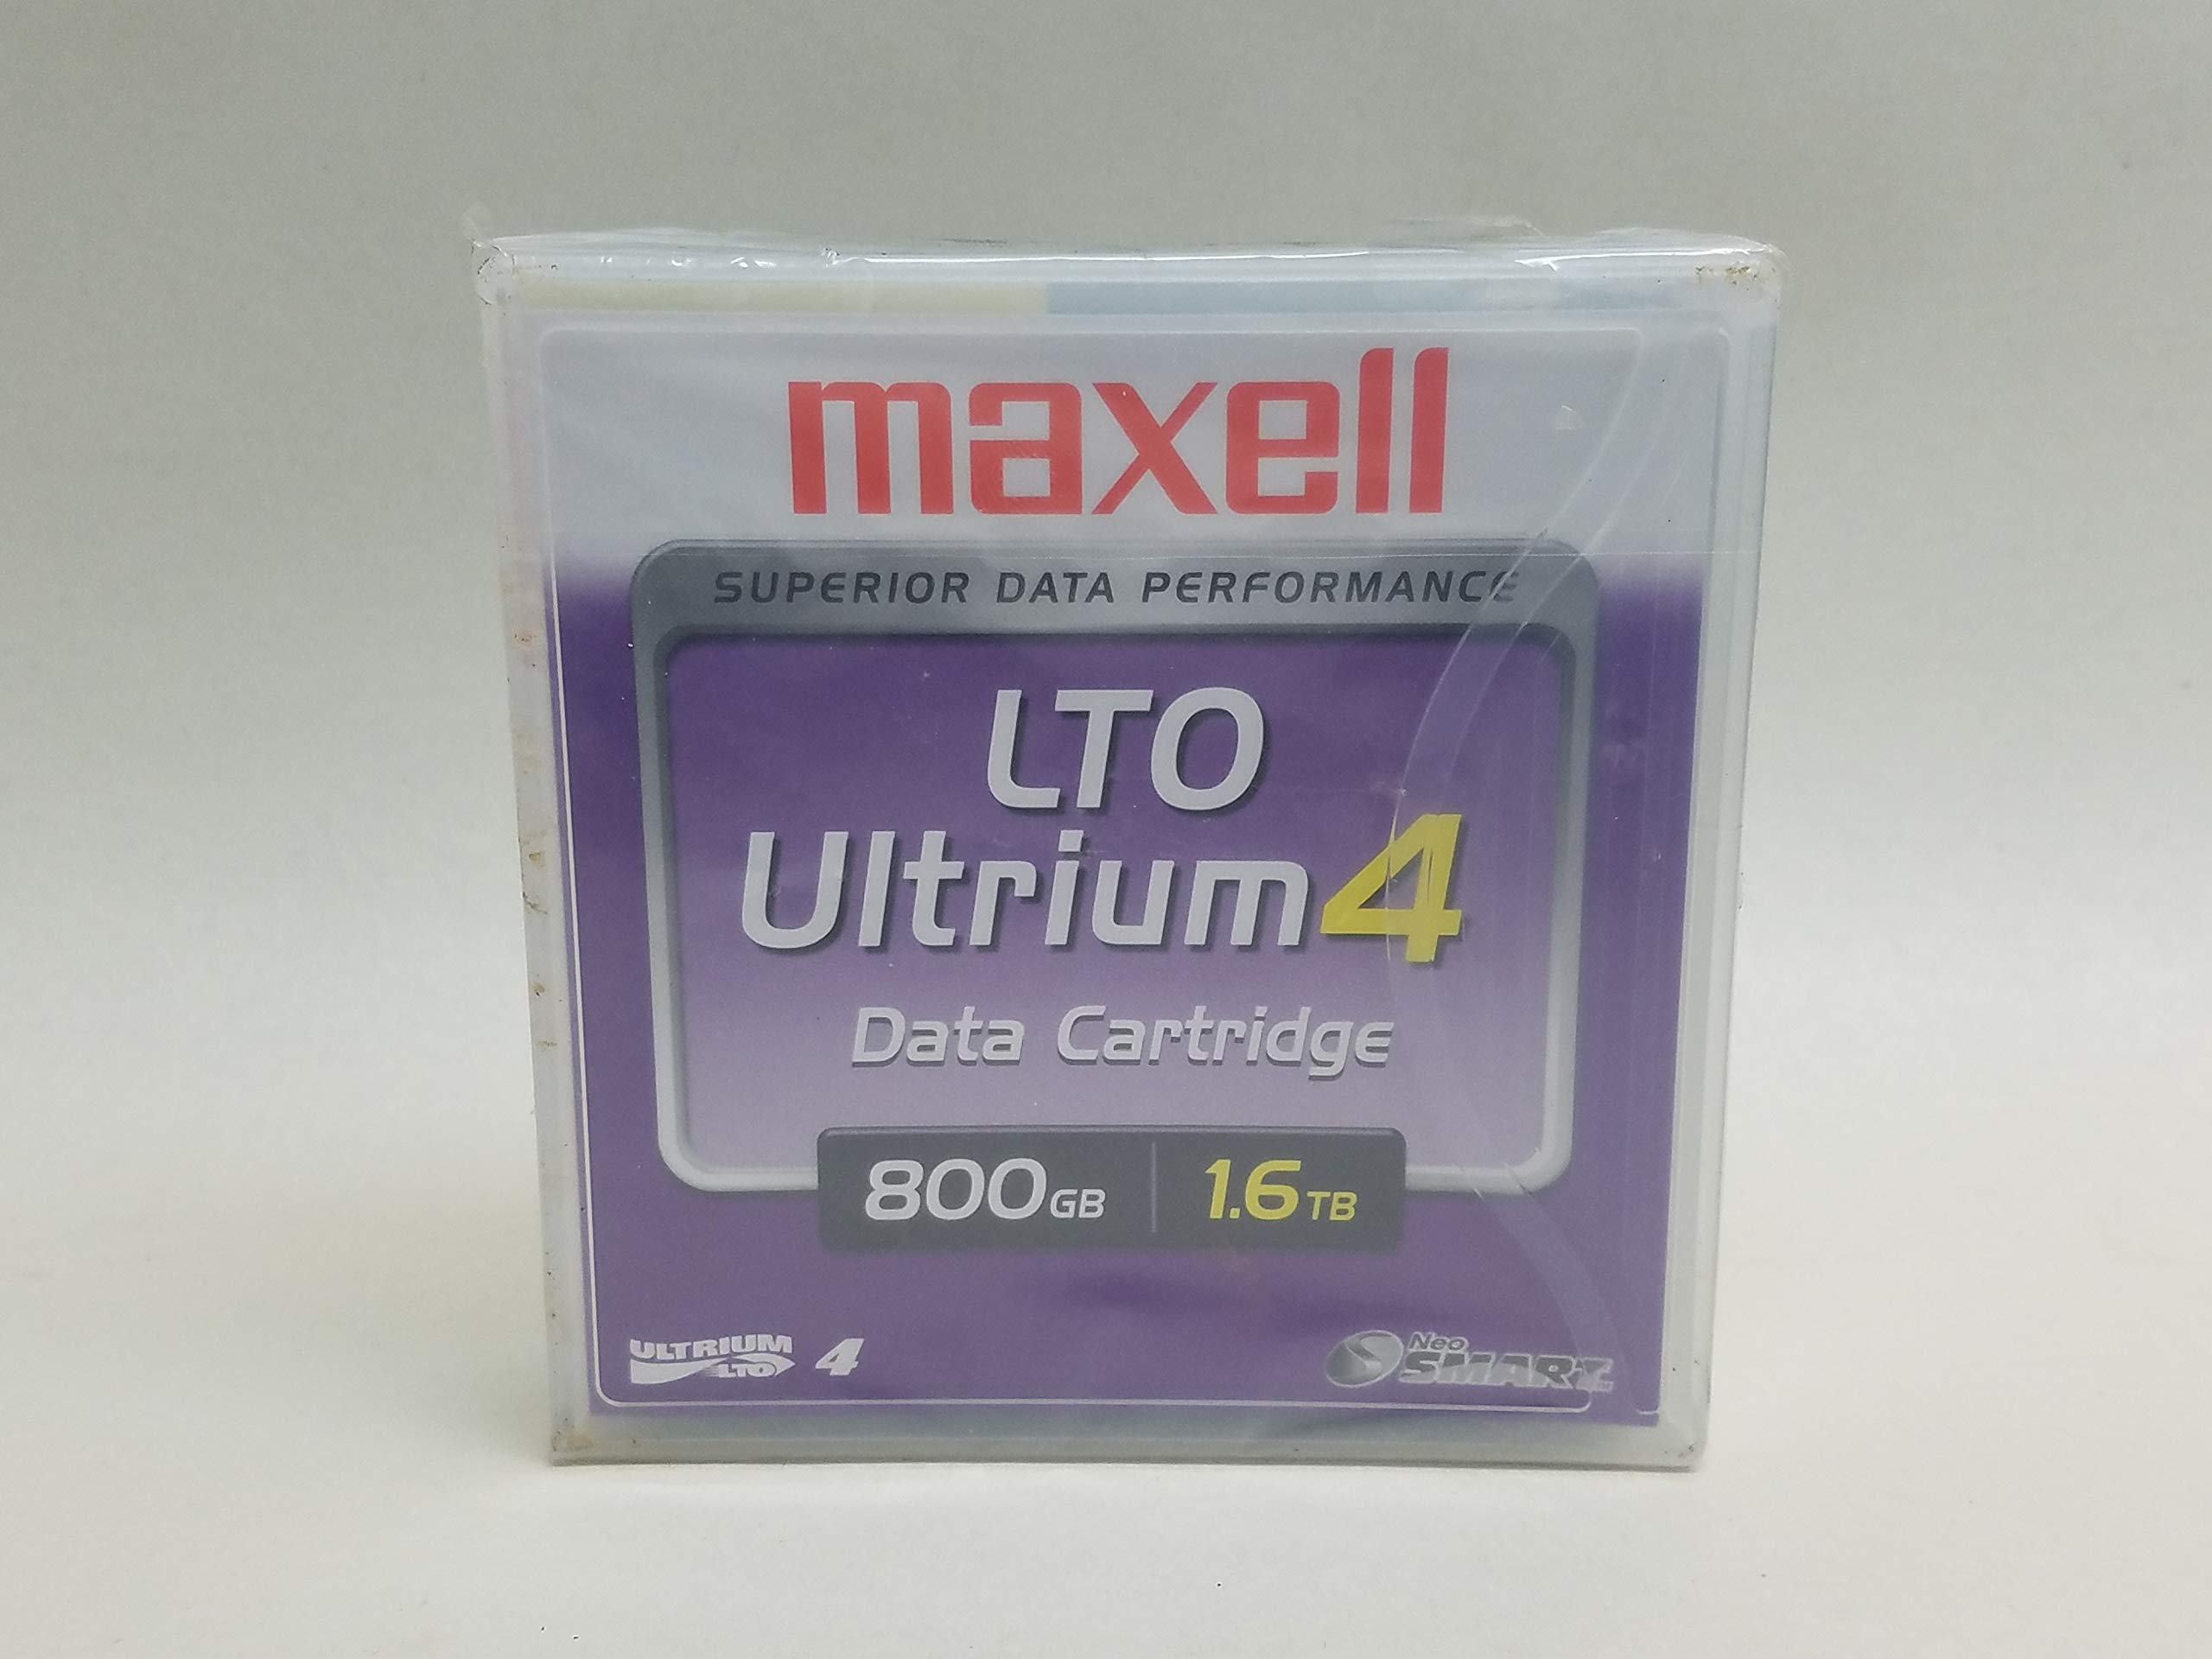 maxell
SUPERIOR DATA PERFORMANCE
LTO
Ultrium4
Data Cartridge
800GB | 1.6TB
ULTRIUM
LTO 4
Neo
SMART